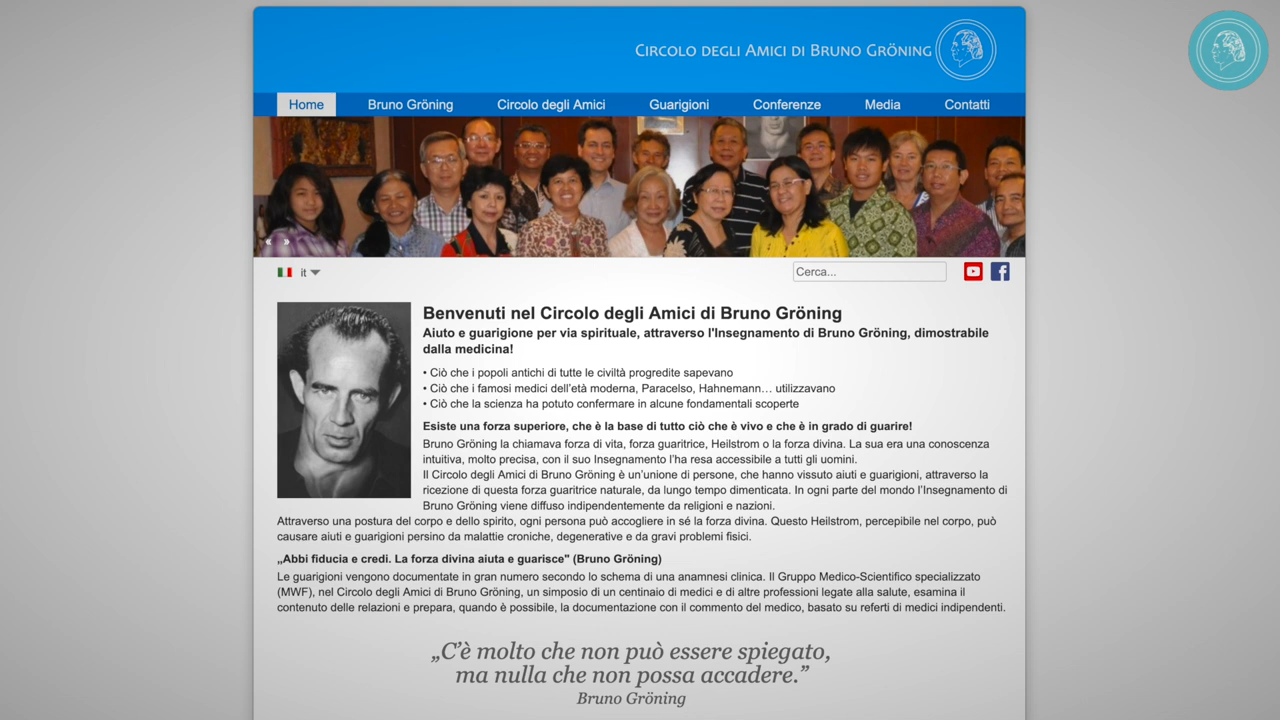 CIRCOLO DEGLI AMICI DI BRUNO GRÖNING
Home
Bruno Gröning
Circolo degli Amici
Guarigioni
Conferenze
Media
Contatti
« »
it
Cerca...
Benvenuti nel Circolo degli Amici di Bruno Gröning
Aiuto e guarigione per via spirituale, attraverso l'Insegnamento di Bruno Gröning, dimostrabile
dalla medicina!
• Ciò che i popoli antichi di tutte le civiltà progredite sapevano
• Ciò che i famosi medici dell’età moderna, Paracelso, Hahnemann… utilizzavano
• Ciò che la scienza ha potuto confermare in alcune fondamentali scoperte
Esiste una forza superiore, che è la base di tutto ciò che è vivo e che è in grado di guarire!
Bruno Gröning la chiamava forza di vita, forza guaritrice, Heilstrom o la forza divina. La sua era una conoscenza
intuitiva, molto precisa, con il suo Insegnamento l’ha resa accessibile a tutti gli uomini.
Il Circolo degli Amici di Bruno Gröning è un’unione di persone, che hanno vissuto aiuti e guarigioni, attraverso la
ricezione di questa forza guaritrice naturale, da lungo tempo dimenticata. In ogni parte del mondo l’Insegnamento di
Bruno Gröning viene diffuso indipendentemente da religioni e nazioni.
Attraverso una postura del corpo e dello spirito, ogni persona può accogliere in sé la forza divina. Questo Heilstrom, percepibile nel corpo, può
causare aiuti e guarigioni persino da malattie croniche, degenerative e da gravi problemi fisici.
„Abbi fiducia e credi. La forza divina aiuta e guarisce" (Bruno Gröning)
Le guarigioni vengono documentate in gran numero secondo lo schema di una anamnesi clinica. Il Gruppo Medico-Scientifico specializzato
(MWF), nel Circolo degli Amici di Bruno Gröning, un simposio di un centinaio di medici e di altre professioni legate alla salute, esamina il
contenuto delle relazioni e prepara, quando è possibile, la documentazione con il commento del medico, basato su referti di medici indipendenti.
„C’è molto che non può essere spiegato,
ma nulla che non possa accadere.”
Bruno Gröning